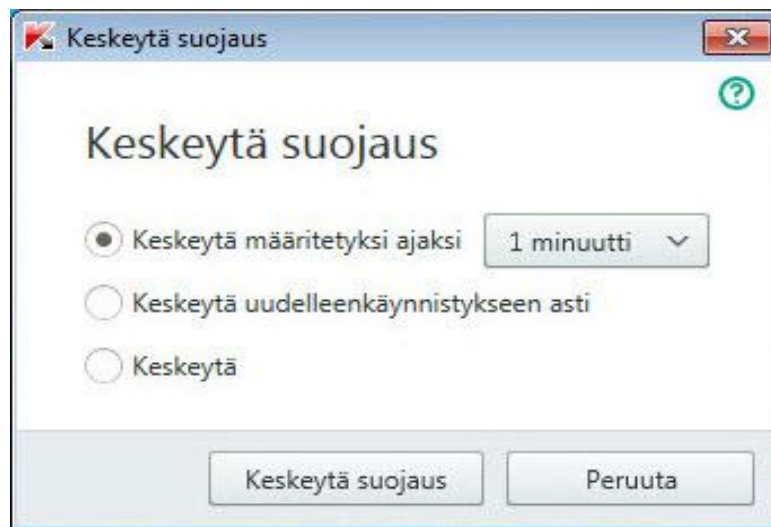 Keskeytä suojaus
Keskeytä suojaus
Keskeytä määritetyksi ajaksi 1 minuutti
Keskeytä uudelleenkäynnistykseen asti
Keskeytä
Keskeytä suojaus Peruuta